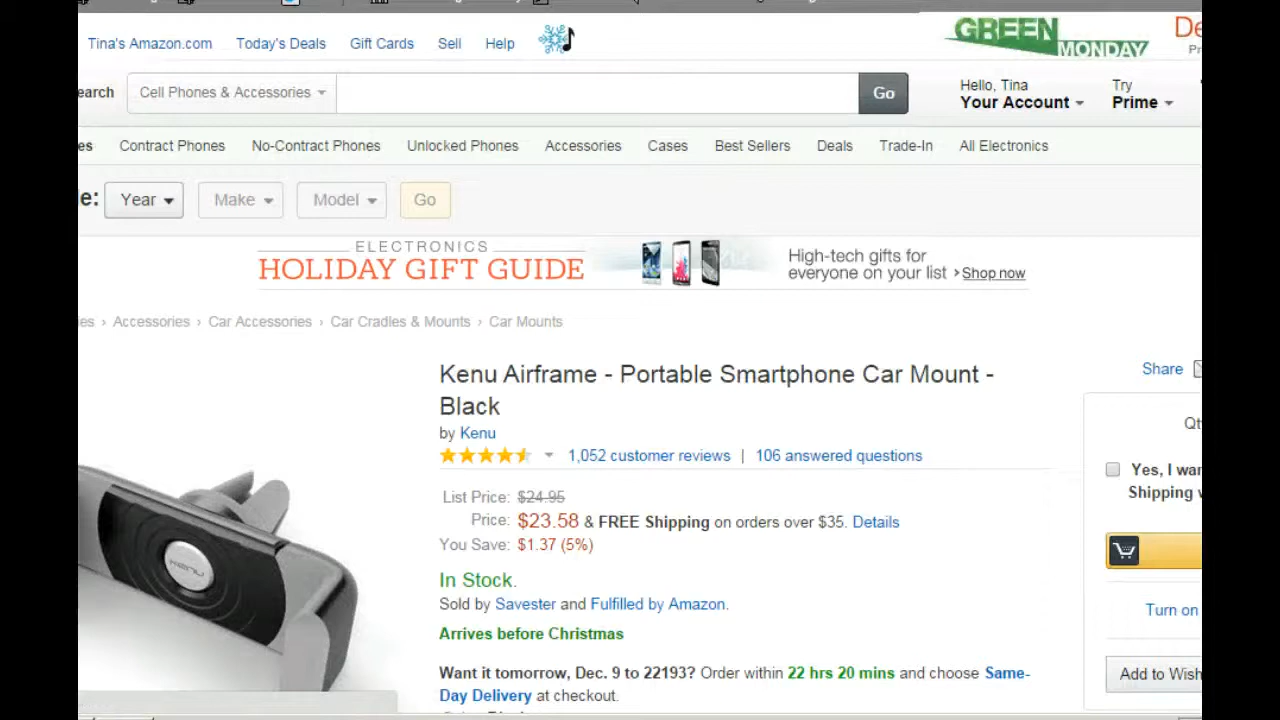 Tina's Amazon.com Today's Deals Gift Cards Sell Help
GREEN
MONDAY
De
earch Cell Phones & Accessories Go
Hello, Tina
Your Account
Try
Prime
es Contract Phones No-Contract Phones Unlocked Phones Accessories Cases Best Sellers Deals Trade-In All Electronics
e: Year Make Model Go
ELECTRONICS
HOLIDAY GIFT GUIDE
High-tech gifts for
everyone on your list › Shop now
es › Accessories › Car Accessories › Car Cradles & Mounts › Car Mounts
Kenu Airframe - Portable Smartphone Car Mount -
Black
by Kenu
1,052 customer reviews | 106 answered questions
List Price: $24.95
Price: $23.58 & FREE Shipping on orders over $35. Details
You Save: $1.37 (5%)
In Stock.
Sold by Savester and Fulfilled by Amazon.
Arrives before Christmas
Want it tomorrow, Dec. 9 to 22193? Order within 22 hrs 20 mins and choose Same-
Day Delivery at checkout.
KENU
Share
Yes, I wan
Shipping
Turn on
Add to Wish